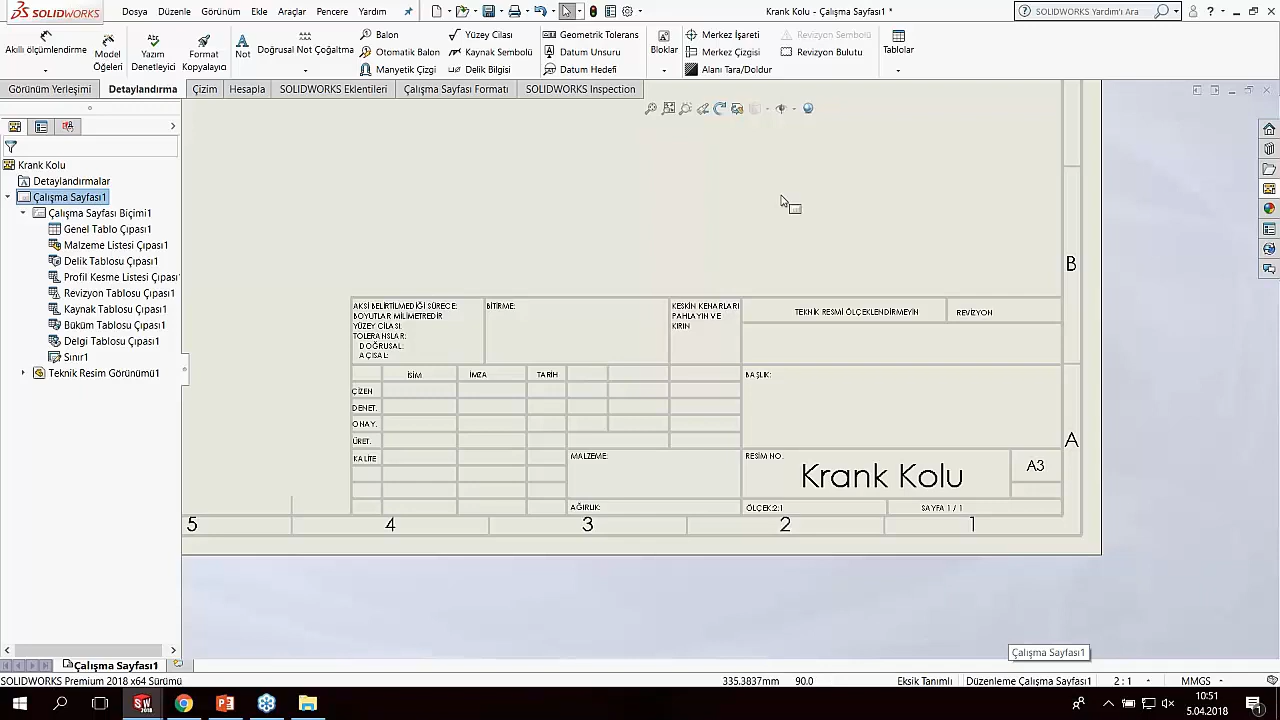 SOLIDWORKS
Dosya Düzenle Görünüm Ekle Araçlar Pencere Yardım
Krank Kolu - Çalışma Sayfası1 *
SOLIDWORKS Yardım'ı Ara
Akıllı ölçümlendirme
Model Öğeleri
Yazım Denetleyici
Format Kopyalayıcı
Not
Doğrusal Not Çoğaltma
Balon
Otomatik Balon
Manyetik Çizgi
Yüzey Cilası
Kaynak Sembolü
Delik Bilgisi
Geometrik Tolerans
Datum Unsuru
Datum Hedefi
Bloklar
Merkez İşareti
Merkez Çizgisi
Alanı Tara/Doldur
Revizyon Sembolü
Revizyon Bulutu
Tablolar
Görünüm Yerleşimi Detaylandırma Çizim Hesapla SOLIDWORKS Eklentileri Çalışma Sayfası Formatı SOLIDWORKS Inspection
Krank Kolu
Detaylandırmalar
Çalışma Sayfası1
Çalışma Sayfası Biçimi1
Genel Tablo Çıpası1
Malzeme Listesi Çıpası1
Delik Tablosu Çıpası1
Profil Kesme Listesi Çıpası
Revizyon Tablosu Çıpası1
Kaynak Tablosu Çıpası1
Büküm Tablosu Çıpası1
Delgi Tablosu Çıpası1
Sınır1
Teknik Resim Görünümü1
B
A
AKSİ BELİRTİLMEDİĞİ SÜRECE:
BOYUTLAR MİLİMETREDİR
YÜZEY CİLASI:
TOLERANSLAR:
DOĞRUSAL:
AÇISAL:
BİTİRME:
KESKİN KENARLARI
PAHLAYIN VE
KIRIN
TEKNİK RESMİ ÖLÇEKLENDİRMEYİN
REVİZYON
İSİM İMZA TARİH
ÇİZEN
DENET.
ONAY.
ÜRET.
KALİTE
BAŞLIK:
MALZEME:
RESİM NO.
Krank Kolu
A3
AĞIRLIK:
ÖLÇEK:2:1
SAYFA 1 / 1
5 4 3 2 1
Çalışma Sayfası1
Çalışma Sayfası1
SOLIDWORKS Premium 2018 x64 Sürümü
335.3837mm 90.0 Eksik Tanımlı Düzenleme Çalışma Sayfası1 2 : 1 MMGS
10:51
5.04.2018